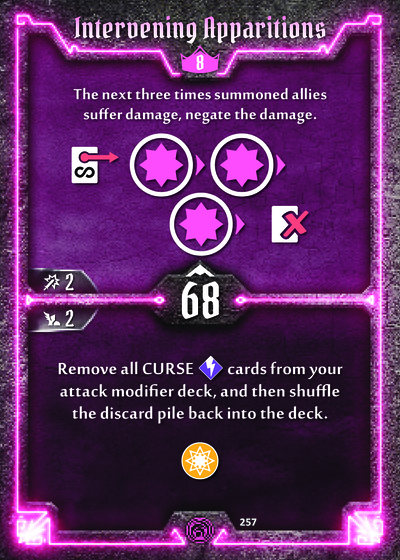 Intervening Apparitions
8
The next three times summoned allies
suffer damage, negate the damage.
2
68
2
Remove all CURSE cards from your
attack modifier deck, and then shuffle
the discard pile back into the deck.
257